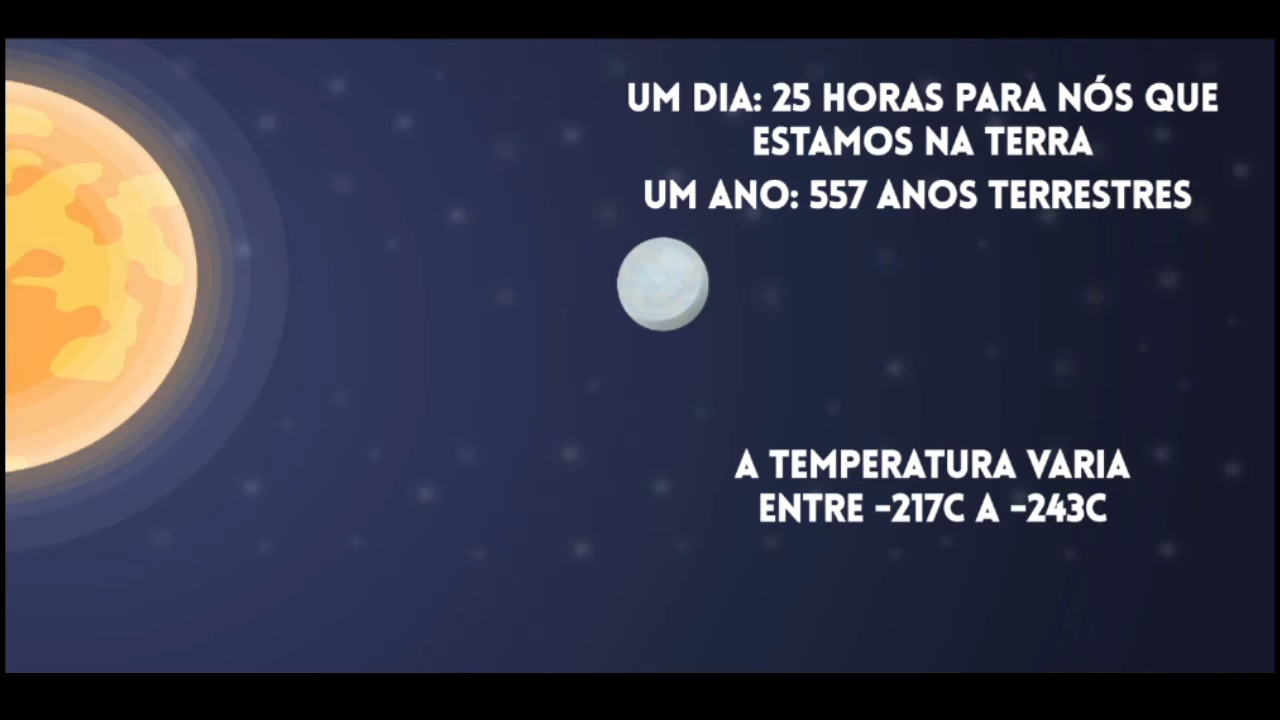 UM DIA: 25 HORAS PARA NÓS QUE
ESTAMOS NA TERRA
UM ANO: 557 ANOS TERRESTRES
A TEMPERATURA VARIA
ENTRE -217C A -243C